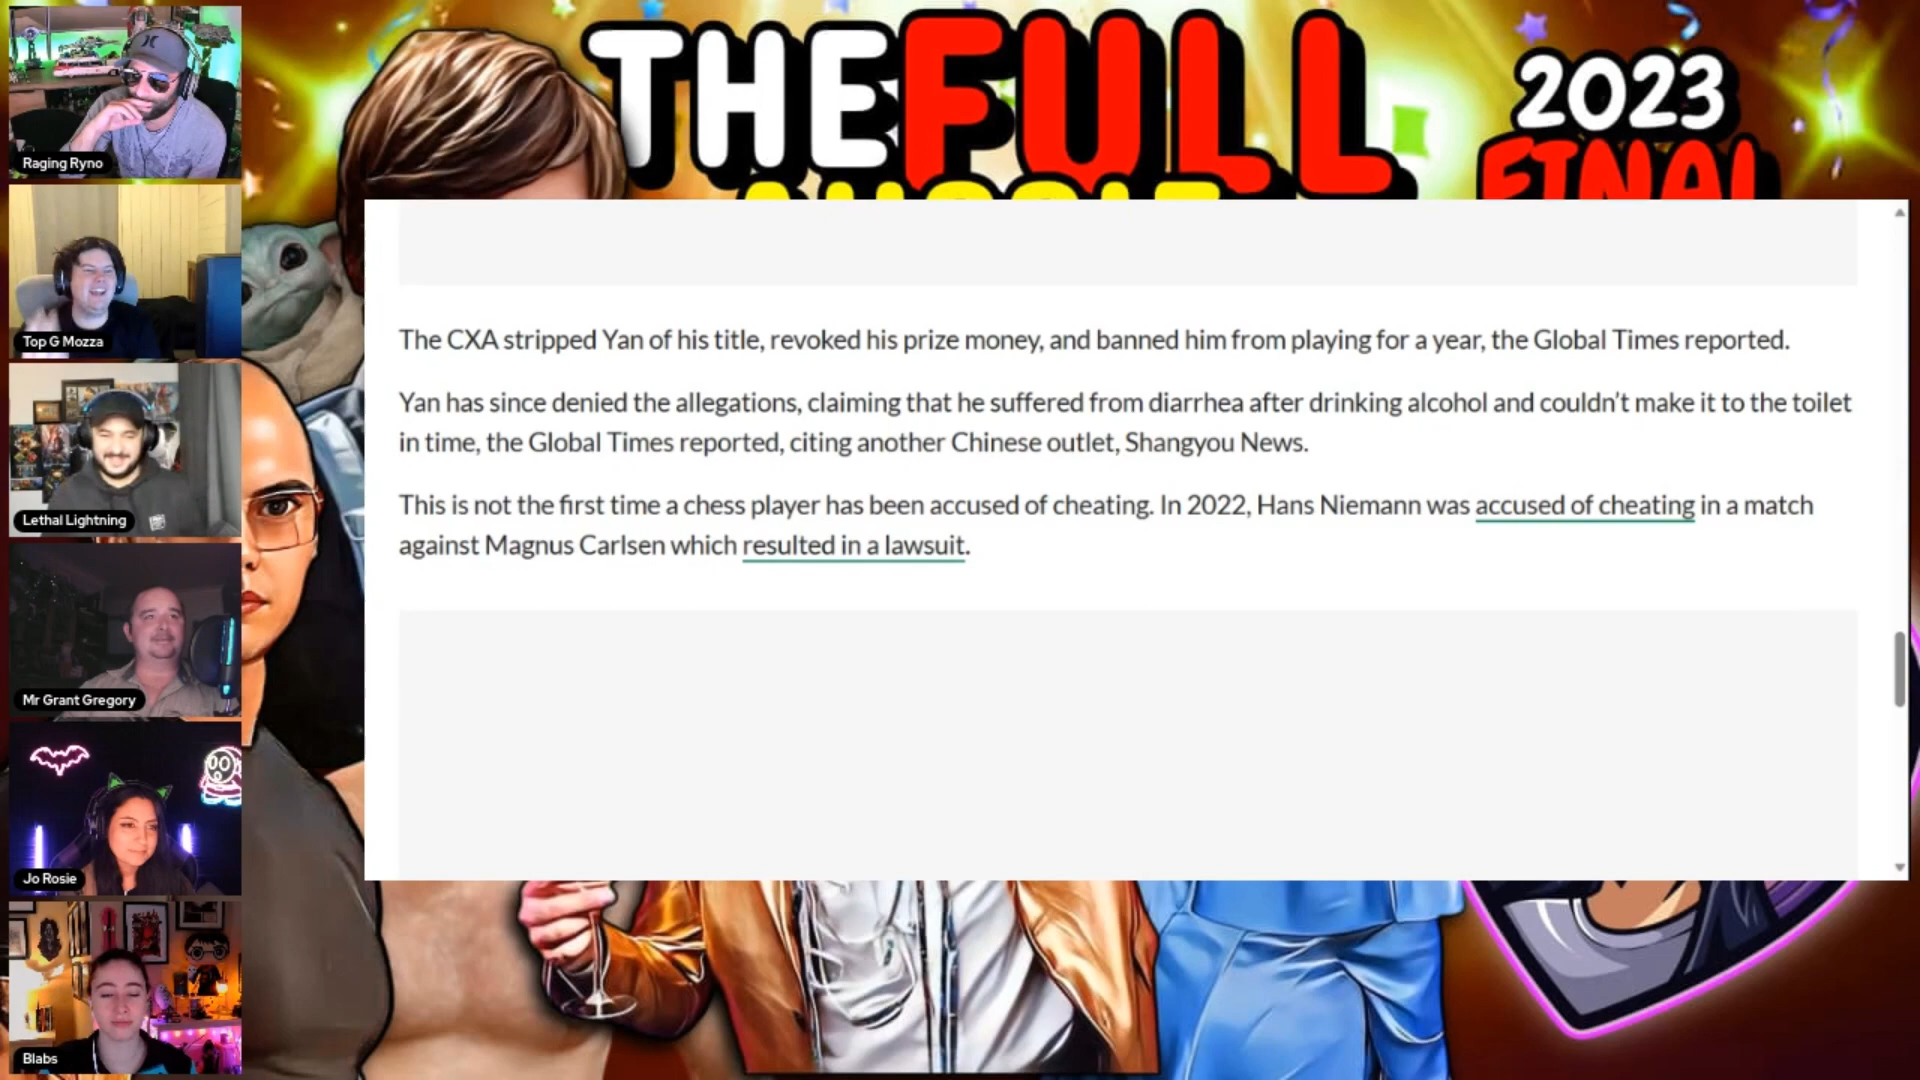 THE FULL
2023
FINAL
The CXA stripped Yan of his title, revoked his prize money, and banned him from playing for a year, the Global Times reported.
Yan has since denied the allegations, claiming that he suffered from diarrhea after drinking alcohol and couldn't make it to the toilet
in time, the Global Times reported, citing another Chinese outlet, Shangyou News.
This is not the first time a chess player has been accused of cheating. In 2022, Hans Niemann was accused of cheating in a match
against Magnus Carlsen which resulted in a lawsuit.
Raging Ryno
Top G Mozza
Lethal Lightning
Mr Grant Gregory
Jo Rosie
Blabs